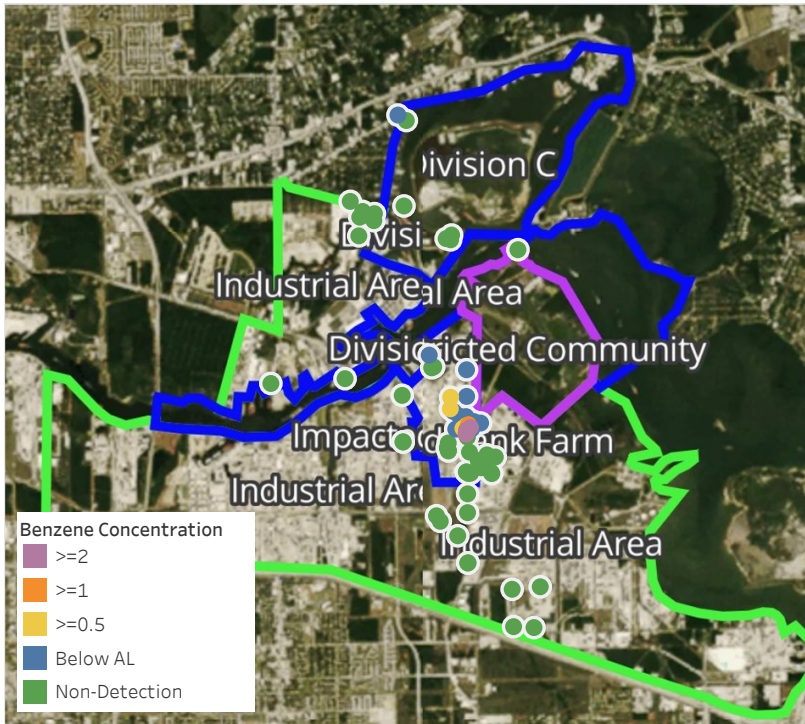 Division C
Divisi
Industrial Area
al Area
Divisi
ricted Community
Impact
nk Farm
Industrial Ar
Industrial Area
Benzene Concentration
>=2
>=1
>=0.5
Below AL
Non-Detection